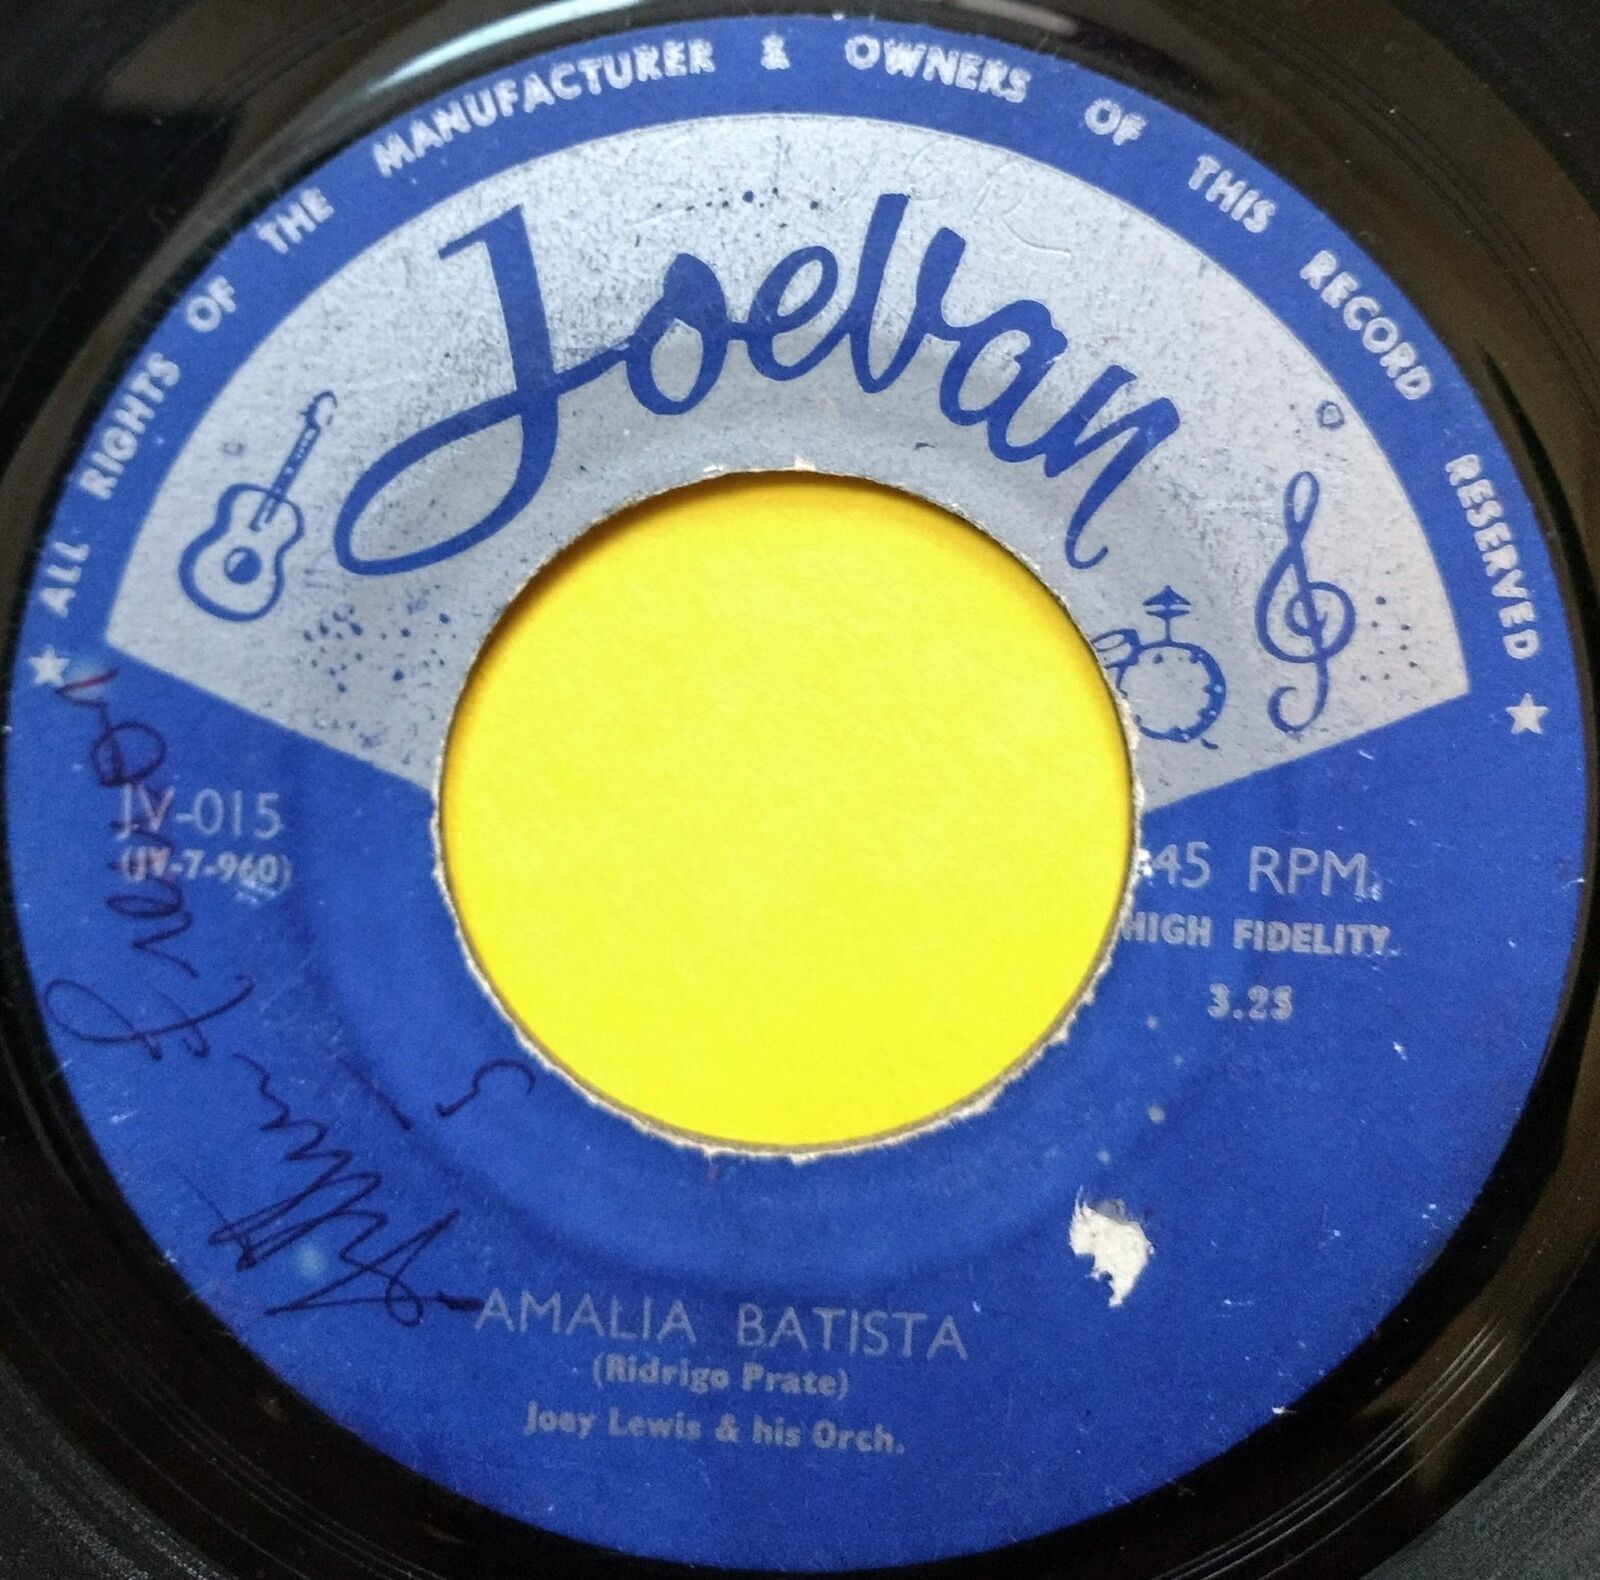 ALL RIGHTS OF THE MANUFACTURER & OWNERS OF THIS RECORD RESERVED
Joevan
JV-015
(JV-7-960)
45 RPM.
HIGH FIDELITY.
3.25
AMALIA BATISTA
(Ridrigo Prate)
Joey Lewis & his Orch.